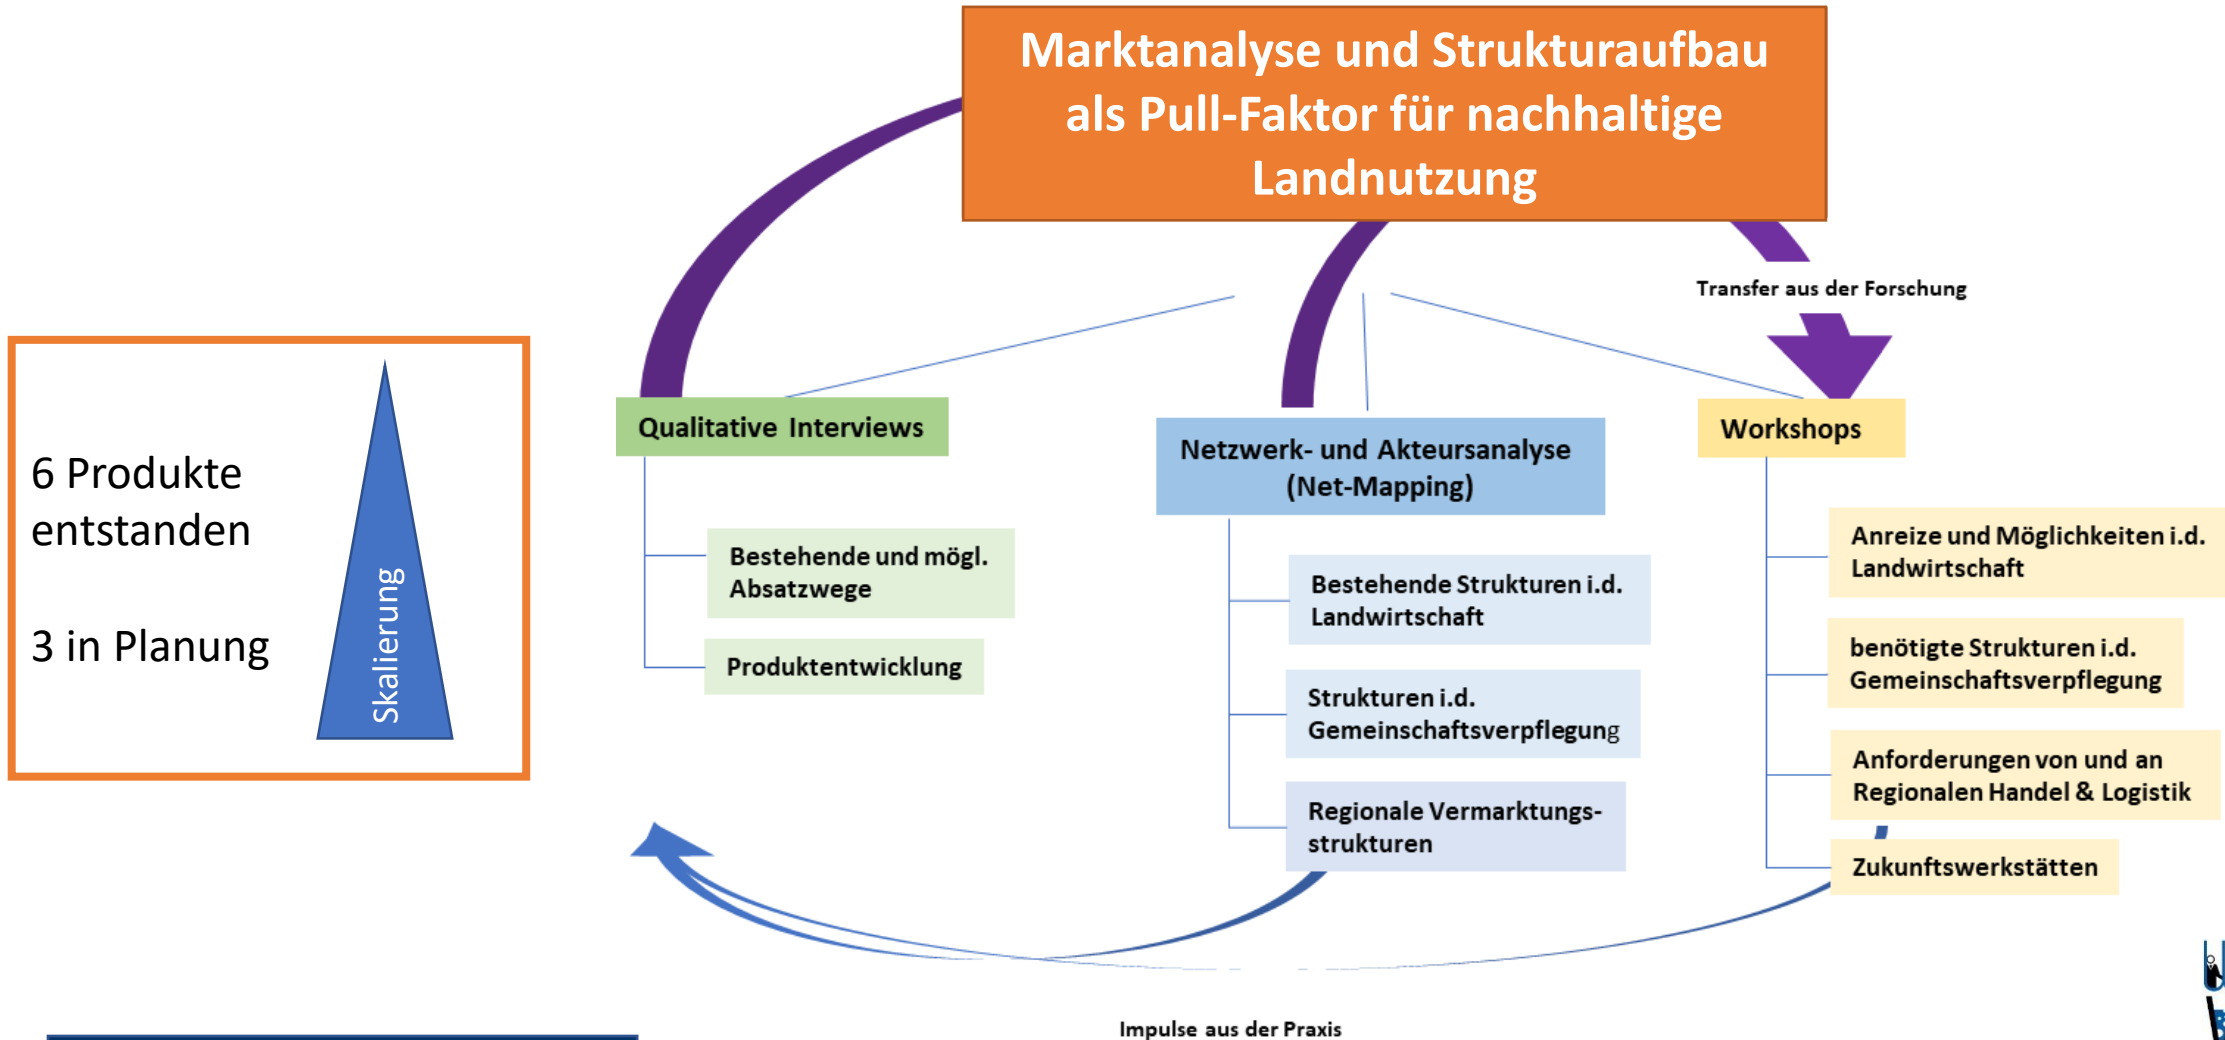 Marktanalyse und Strukturaufbau
als Pull-Faktor für nachhaltige
Landnutzung
Transfer aus der Forschung
6 Produkte
entstanden
3 in Planung
Skalierung
Qualitative Interviews
Bestehende und mögl.
Absatzwege
Produktentwicklung
Netzwerk- und Akteursanalyse
(Net-Mapping)
Bestehende Strukturen i.d.
Landwirtschaft
Strukturen i.d.
Gemeinschaftsverpflegung
Regionale Vermarktungs-
strukturen
Workshops
Anreize und Möglichkeiten i.d.
Landwirtschaft
benötigte Strukturen i.d.
Gemeinschaftsverpflegung
Anforderungen von und an
Regionalen Handel & Logistik
Zukunftswerkstätten
Impulse aus der Praxis